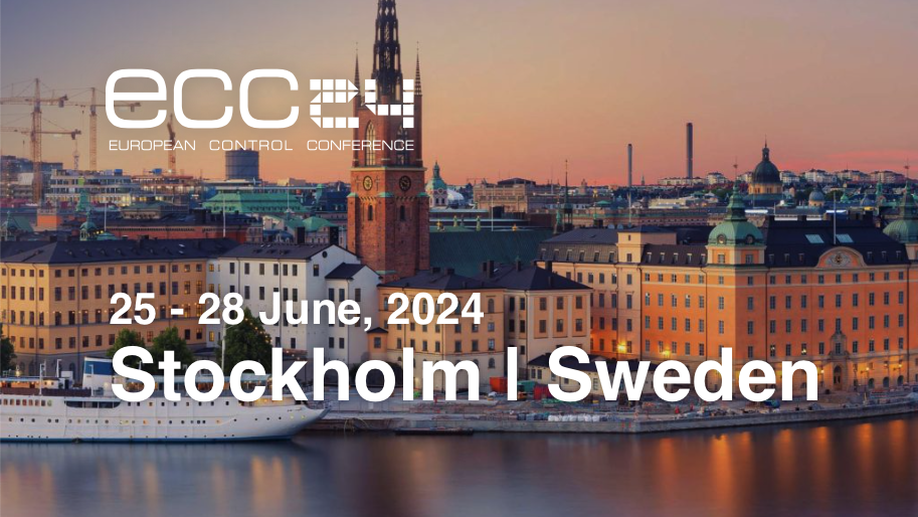 ecc24
EUROPEAN CONTROL CONFERENCE
25 - 28 June, 2024
Stockholm | Sweden